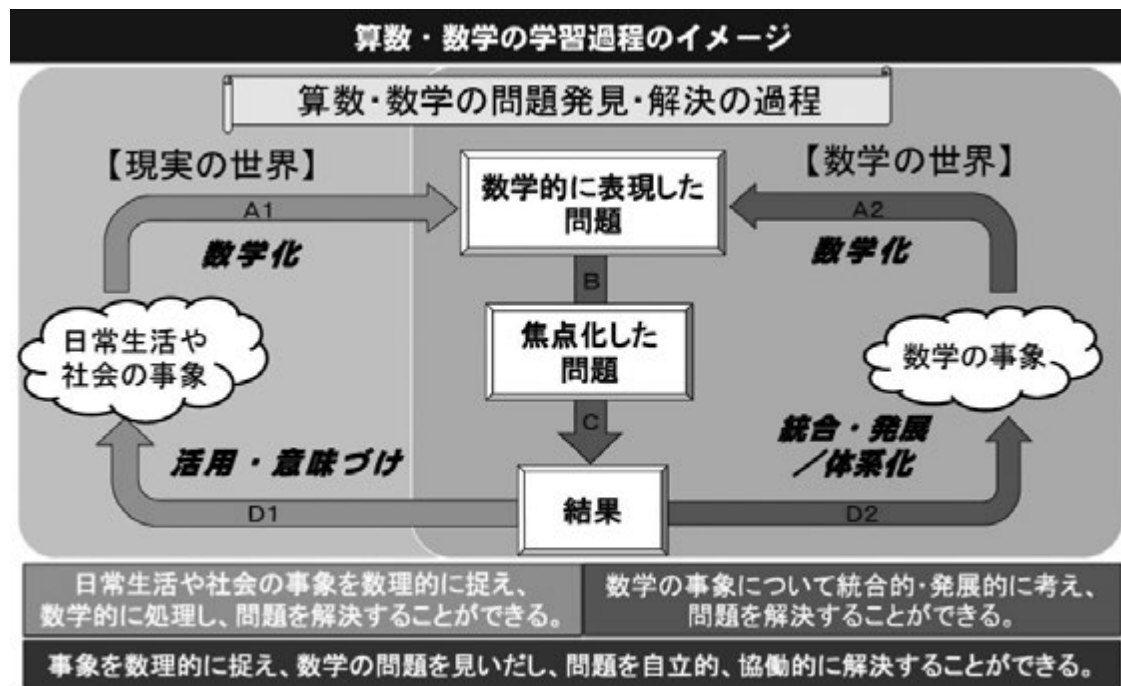 算数・数学の学習過程のイメージ
算数・数学の問題発見・解決の過程
【現実の世界】
【数学の世界】
数学的に表現した
問題
A1
数学化
A2
数学化
B
日常生活や
社会の事象
焦点化した
問題
数学の事象
C
活用・意味づけ
統合・発展
／体系化
D1
結果
D2
日常生活や社会の事象を数理的に捉え、
数学的に処理し、問題を解決することができる。
数学の事象について統合的・発展的に考え、
問題を解決することができる。
事象を数理的に捉え、数学の問題を見いだし、問題を自立的、協働的に解決することができる。